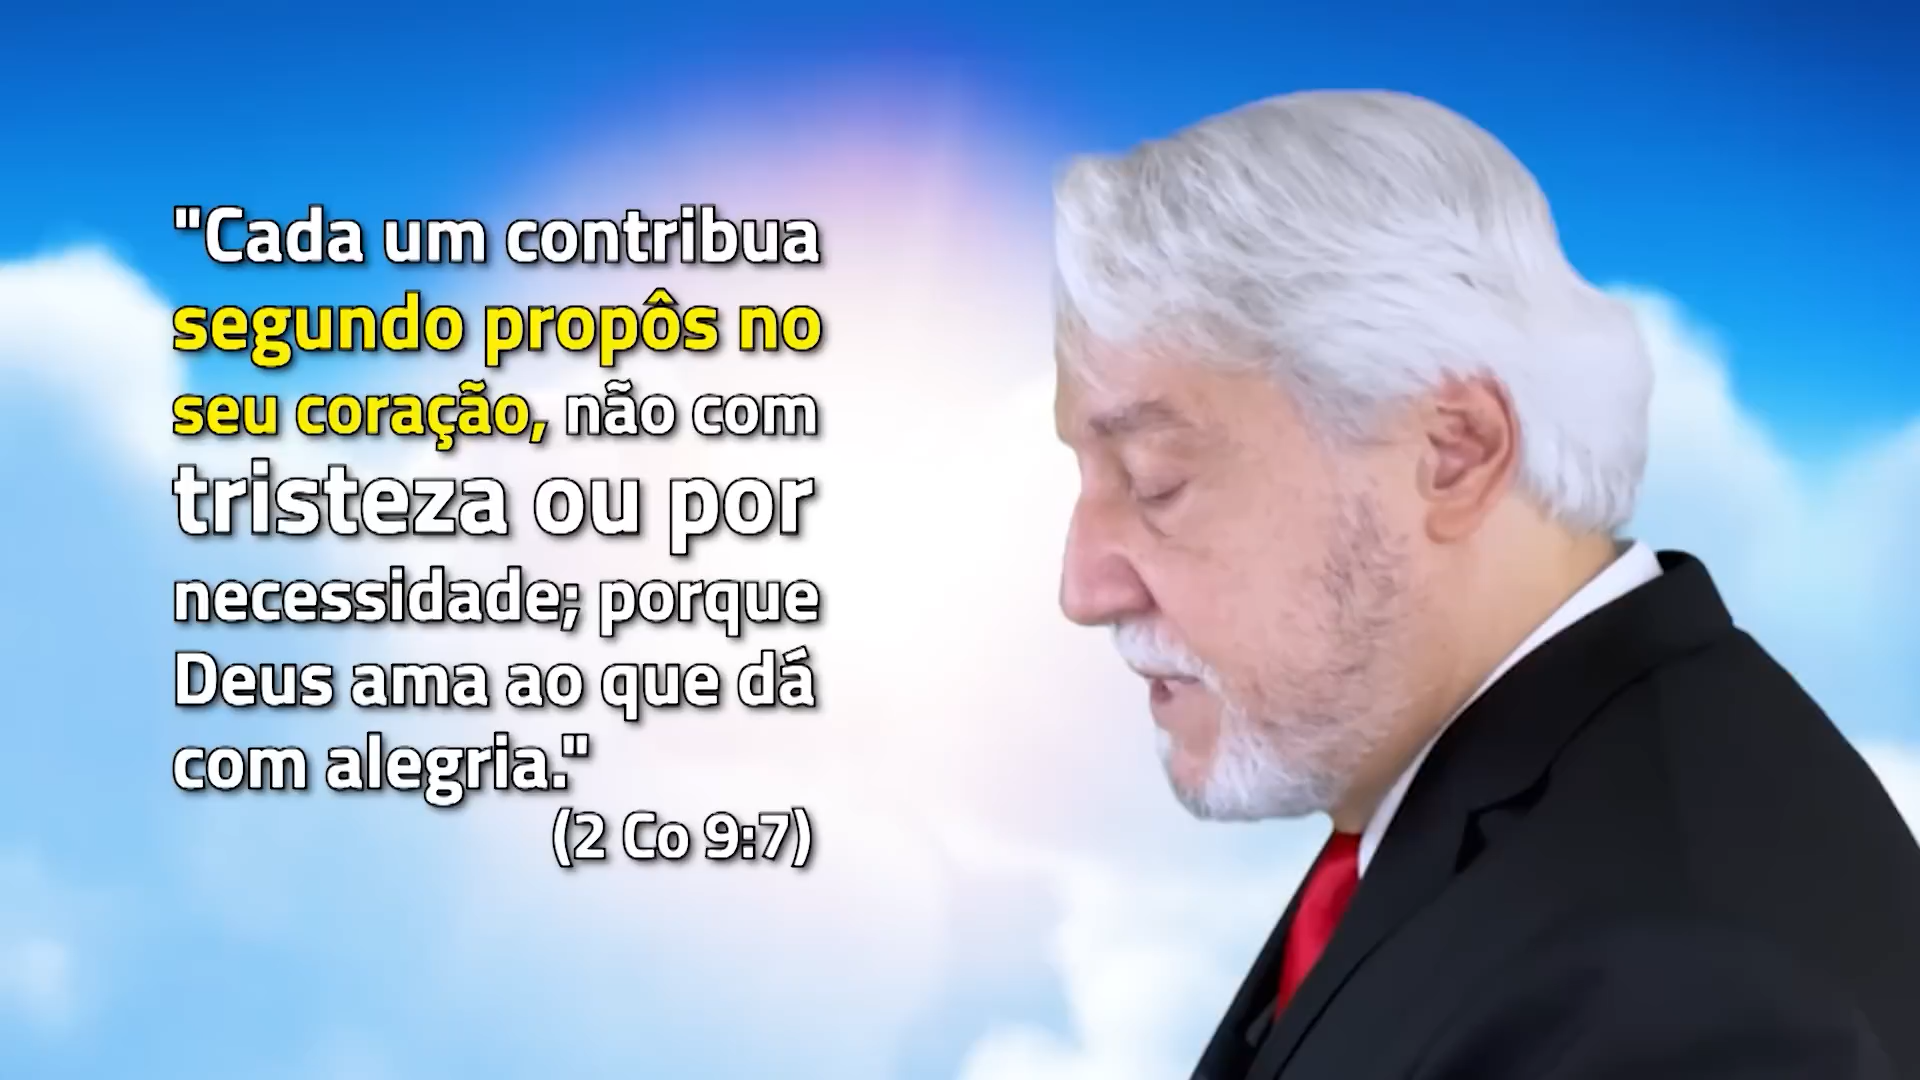 "Cada um contribua
segundo propôs no
seu coração, não com
tristeza ou por
necessidade; porque
Deus ama ao que dá
com alegria."
(2 Co 9:7)